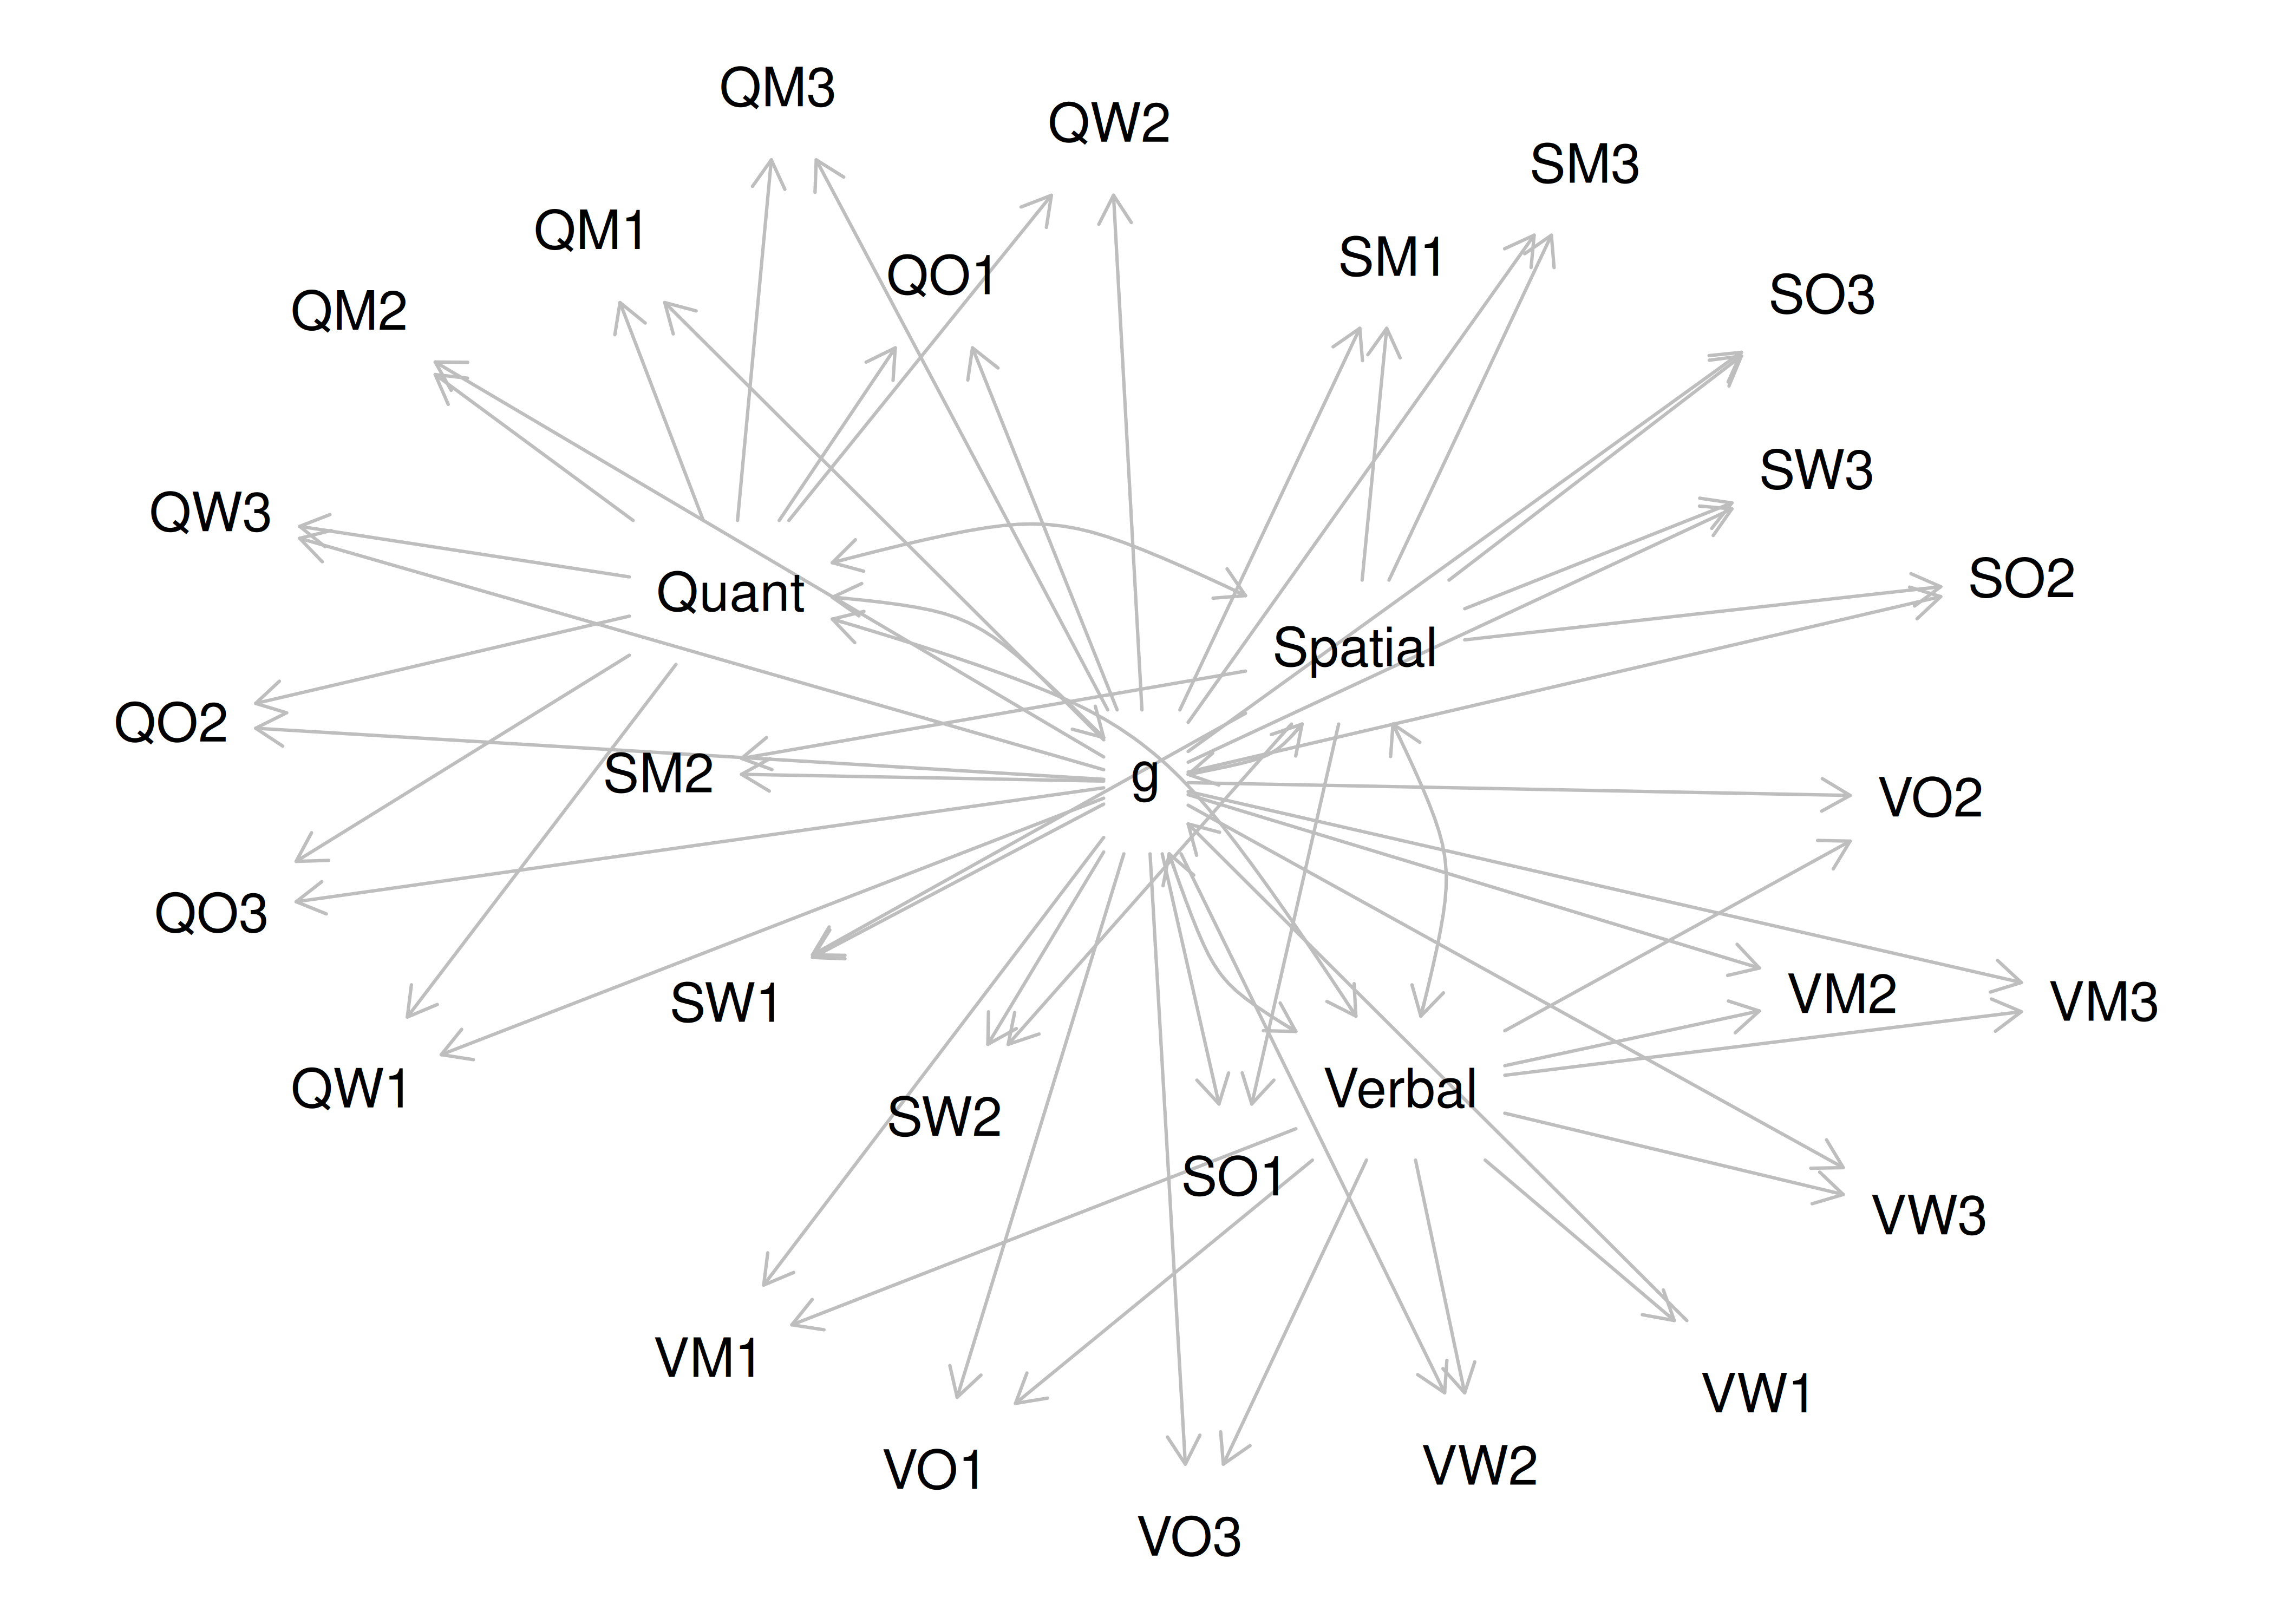 QM3
QW2
SM3
QM1
SM1
QO1
SO3
QM2
SW3
QW3
SO2
Quant
Spatial
QO2
SM2
g
VO2
QO3
VM2
SW1
VM3
QW1
Verbal
SW2
SO1
VW3
VM1
VW1
VW2
VO1
VO3